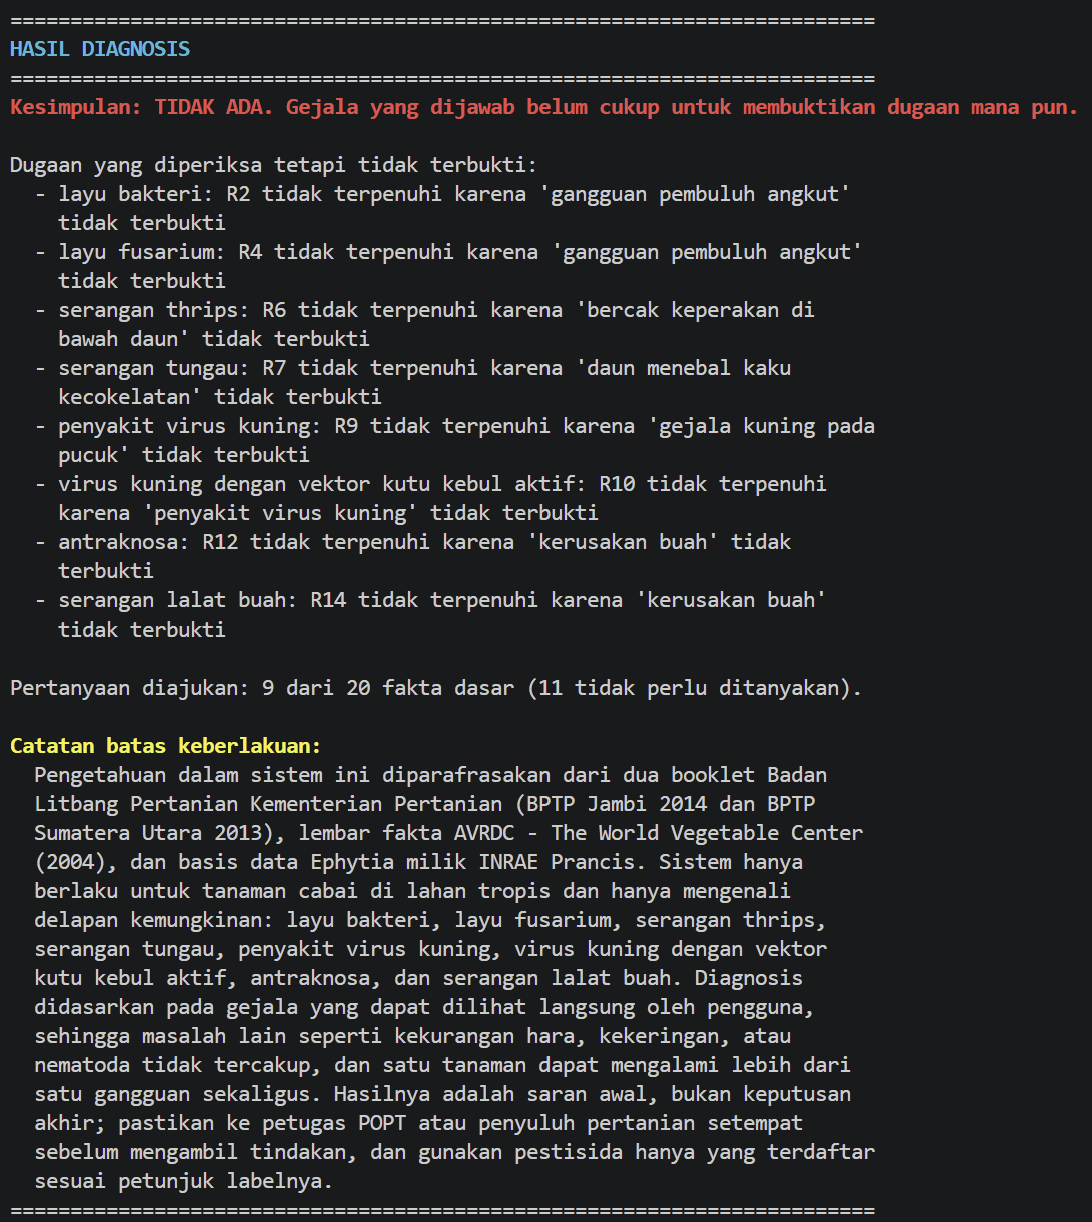 ========================================================================
HASIL DIAGNOSIS
========================================================================
Kesimpulan: TIDAK ADA. Gejala yang dijawab belum cukup untuk membuktikan dugaan mana pun.

Dugaan yang diperiksa tetapi tidak terbukti:
  - layu bakteri: R2 tidak terpenuhi karena 'gangguan pembuluh angkut'
    tidak terbukti
  - layu fusarium: R4 tidak terpenuhi karena 'gangguan pembuluh angkut'
    tidak terbukti
  - serangan thrips: R6 tidak terpenuhi karena 'bercak keperakan di
    bawah daun' tidak terbukti
  - serangan tungau: R7 tidak terpenuhi karena 'daun menebal kaku
    kecokelatan' tidak terbukti
  - penyakit virus kuning: R9 tidak terpenuhi karena 'gejala kuning pada
    pucuk' tidak terbukti
  - virus kuning dengan vektor kutu kebul aktif: R10 tidak terpenuhi
    karena 'penyakit virus kuning' tidak terbukti
  - antraknosa: R12 tidak terpenuhi karena 'kerusakan buah' tidak
    terbukti
  - serangan lalat buah: R14 tidak terpenuhi karena 'kerusakan buah'
    tidak terbukti

Pertanyaan diajukan: 9 dari 20 fakta dasar (11 tidak perlu ditanyakan).

Catatan batas keberlakuan:
  Pengetahuan dalam sistem ini diparafrasakan dari dua booklet Badan
  Litbang Pertanian Kementerian Pertanian (BPTP Jambi 2014 dan BPTP
  Sumatera Utara 2013), lembar fakta AVRDC - The World Vegetable Center
  (2004), dan basis data Ephytia milik INRAE Prancis. Sistem hanya
  berlaku untuk tanaman cabai di lahan tropis dan hanya mengenali
  delapan kemungkinan: layu bakteri, layu fusarium, serangan thrips,
  serangan tungau, penyakit virus kuning, virus kuning dengan vektor
  kutu kebul aktif, antraknosa, dan serangan lalat buah. Diagnosis
  didasarkan pada gejala yang dapat dilihat langsung oleh pengguna,
  sehingga masalah lain seperti kekurangan hara, kekeringan, atau
  nematoda tidak tercakup, dan satu tanaman dapat mengalami lebih dari
  satu gangguan sekaligus. Hasilnya adalah saran awal, bukan keputusan
  akhir; pastikan ke petugas POPT atau penyuluh pertanian setempat
  sebelum mengambil tindakan, dan gunakan pestisida hanya yang terdaftar
  sesuai petunjuk labelnya.
========================================================================